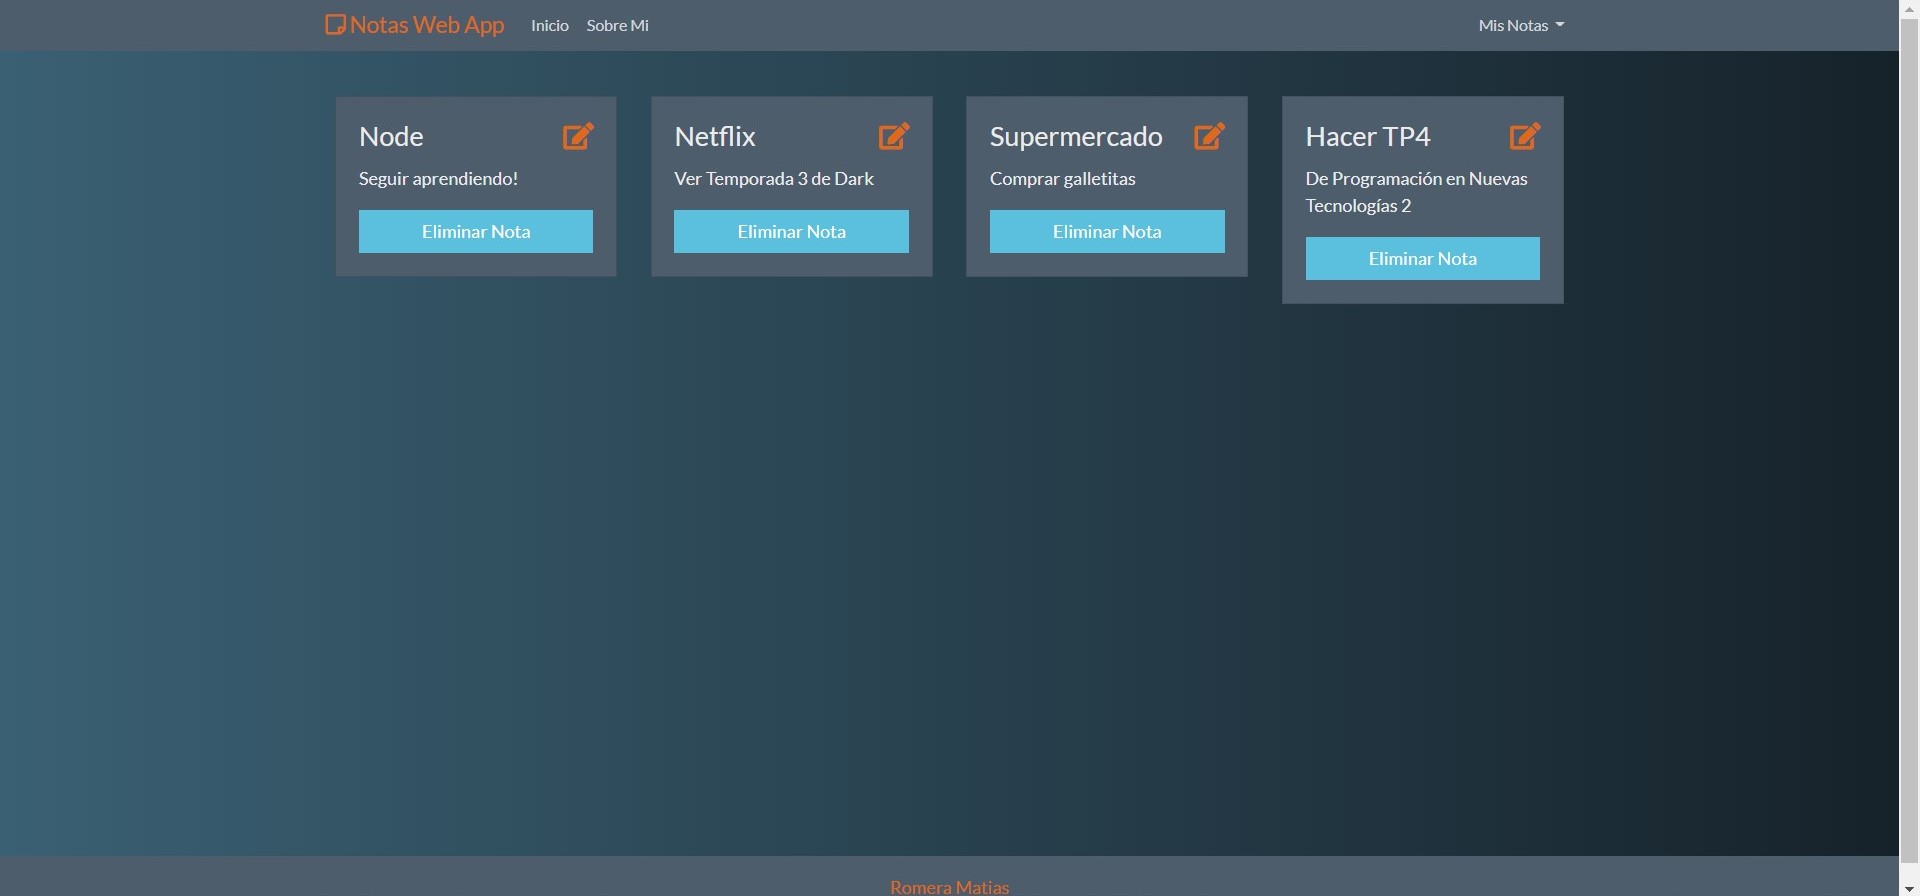 Notas Web App
Inicio
Sobre Mi
Mis Notas
Node
Seguir aprendiendo!
Eliminar Nota
Netflix
Ver Temporada 3 de Dark
Eliminar Nota
Supermercado
Comprar galletitas
Eliminar Nota
Hacer TP4
De Programación en Nuevas
Tecnologías 2
Eliminar Nota
Romera Matias